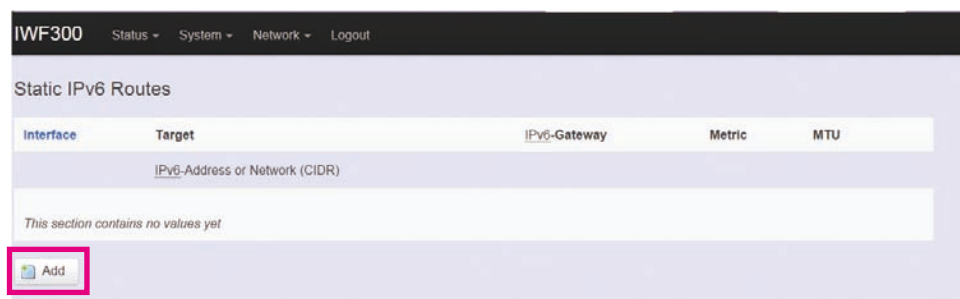 IWF300 Status System Network Logout
Static IPv6 Routes
Interface Target IPv6-Gateway Metric MTU
IPv6-Address or Network (CIDR)
This section contains no values yet
Add